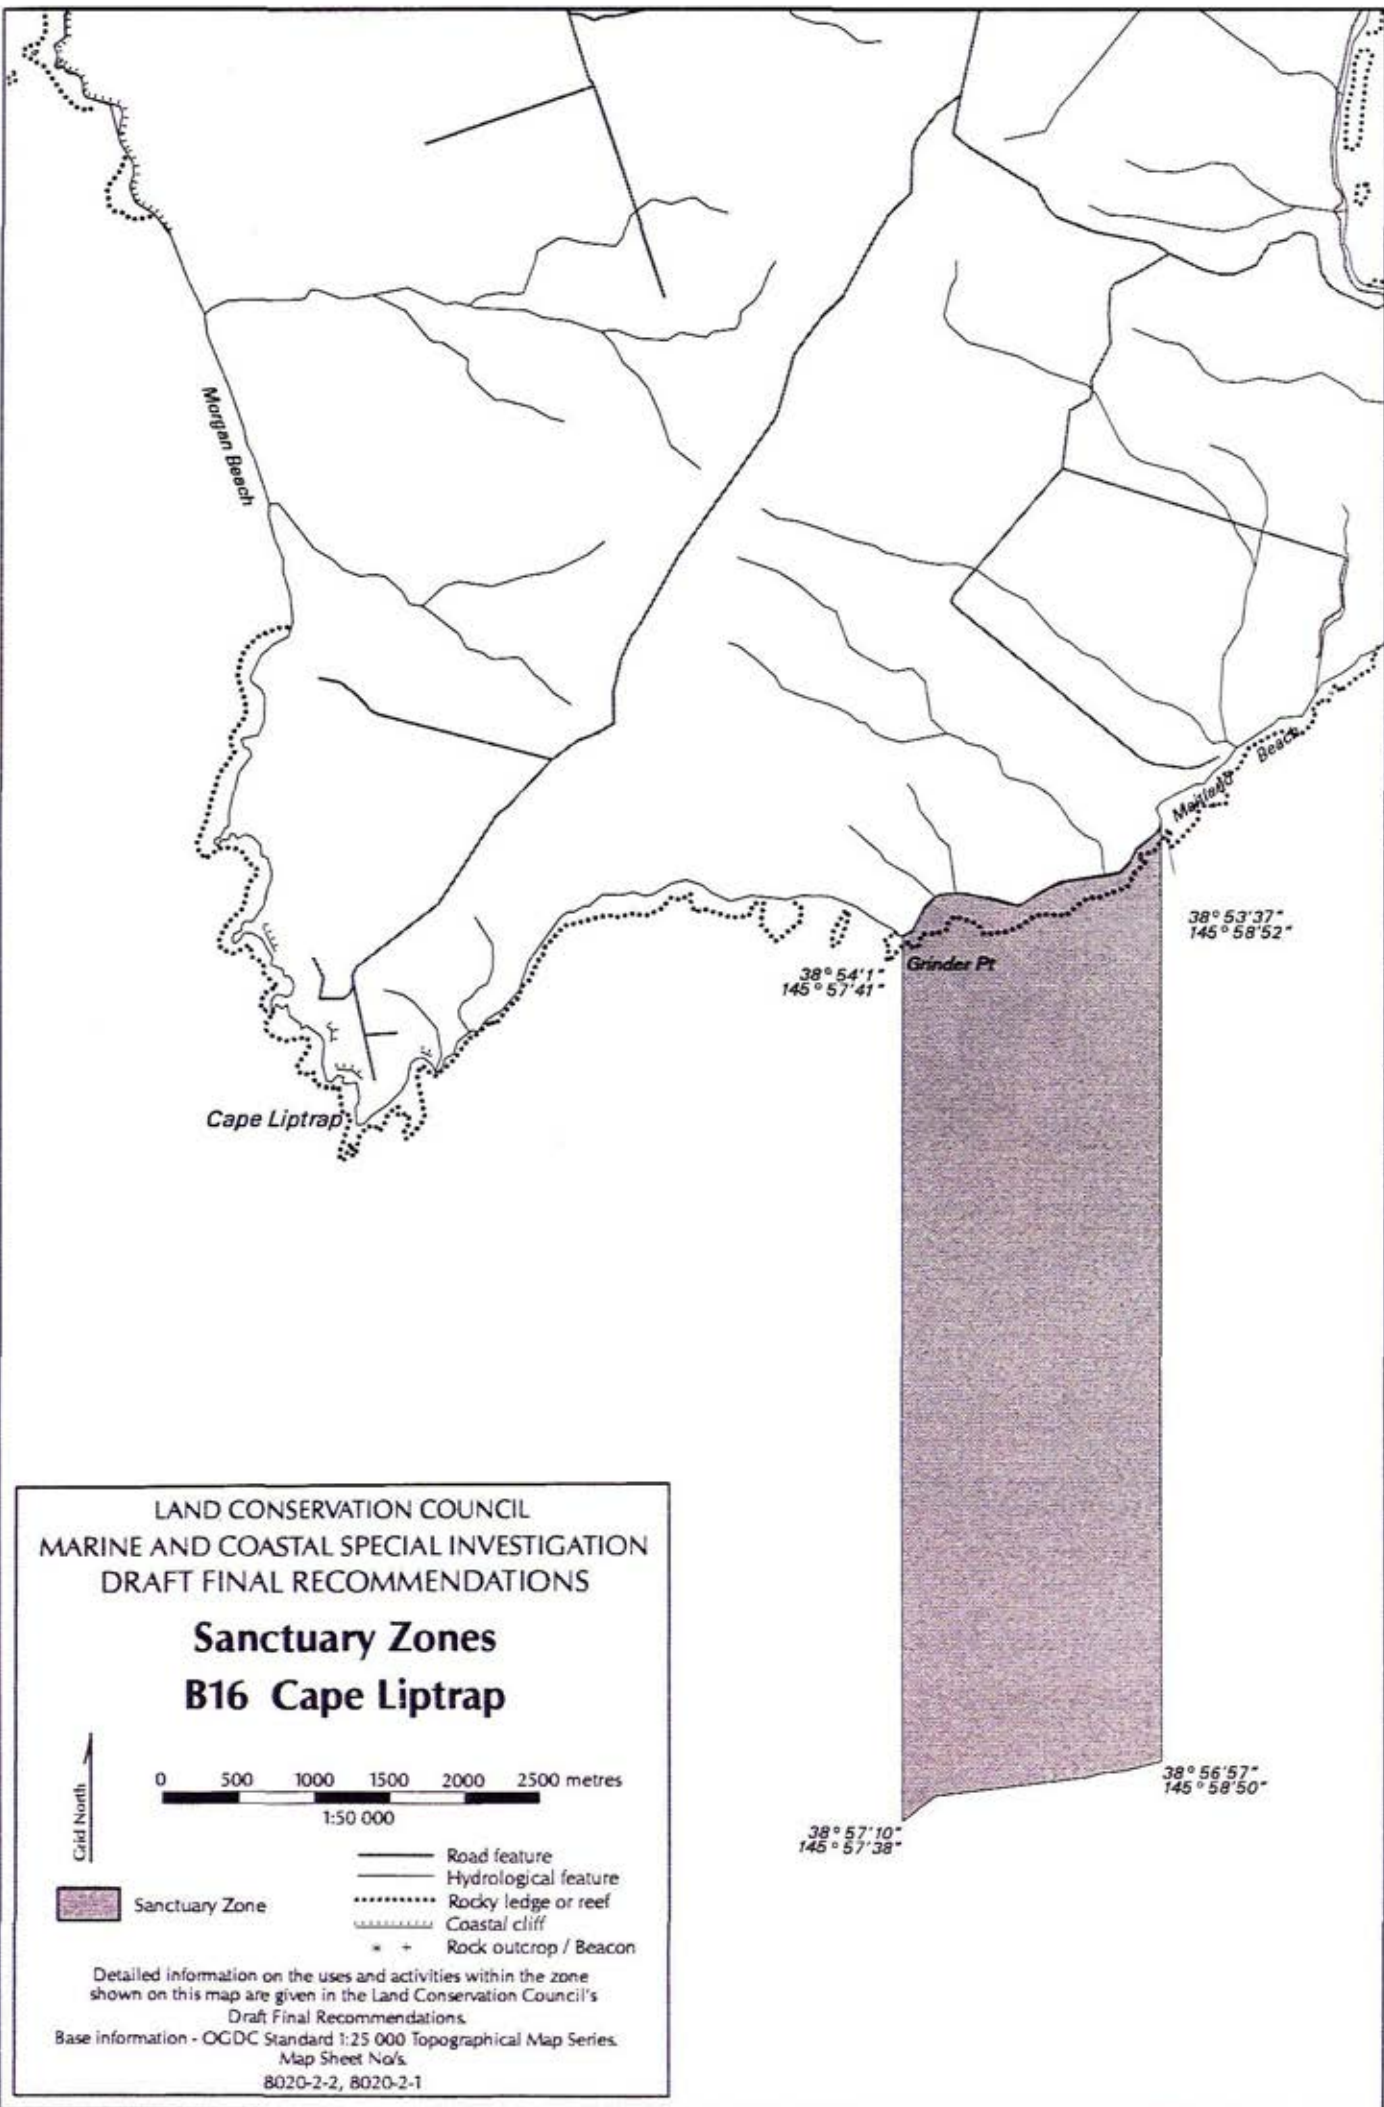 Morgan Beach
Maitland Beach
38° 53'37"
145° 58'52"
Grinder Pt
38° 54'1"
145° 57'41"
Cape Liptrap
38° 56'57"
145° 58'50"
38° 57'10"
145° 57'38"
LAND CONSERVATION COUNCIL
MARINE AND COASTAL SPECIAL INVESTIGATION
DRAFT FINAL RECOMMENDATIONS
Sanctuary Zones
B16 Cape Liptrap
Grid North
0 500 1000 1500 2000 2500 metres
1:50 000
Road feature
Hydrological feature
Sanctuary Zone
Rocky ledge or reef
Coastal cliff
Rock outcrop / Beacon
Detailed information on the uses and activities within the zone
shown on this map are given in the Land Conservation Council's
Draft Final Recommendations.
Base information - OGDC Standard 1:25 000 Topographical Map Series.
Map Sheet No/s.
8020-2-2, 8020-2-1